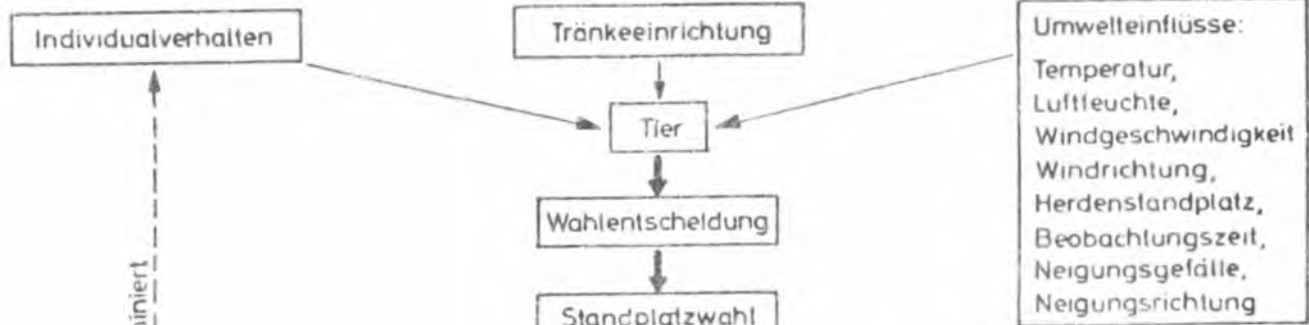 Individualverhalten
Tränkeeinrichtung
Umwelteinflüsse:
Temperatur,
Luftfeuchte,
Windgeschwindigkeit
Windrichtung,
Herdenstandplatz,
Beobachtungszeit,
Neigungsgefälle,
Neigungsrichtung
Tier
Wahlentscheidung
Standplatzwahl